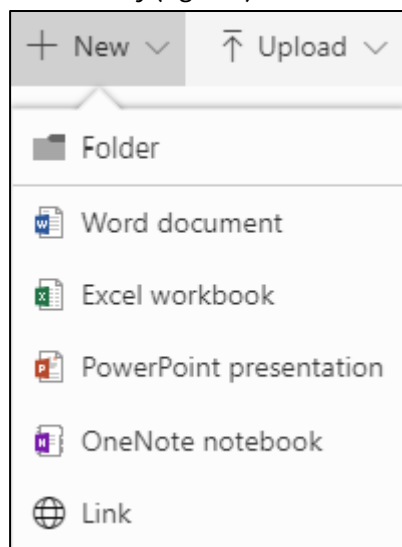 New Upload
Folder
Word document
Excel workbook
PowerPoint presentation
OneNote notebook
Link